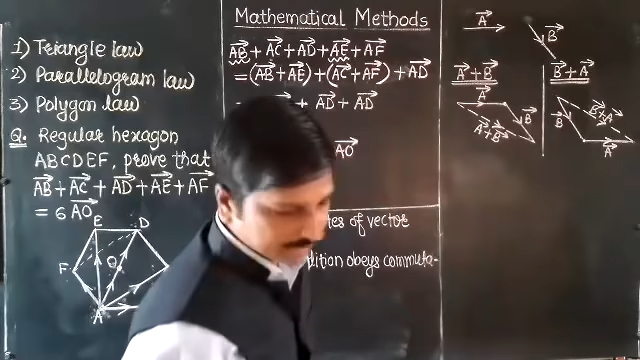 1) Triangle law
2) Parallelogram law
3) Polygon law
Q. Regular hexagon
ABCDEF, prove that
AB + AC + AD + AE + AF
= 6 AO
E D
F O
A
Mathematical Methods
AB + AC + AD + AE + AF
= (AB + AE) + (AC + AF) + AD
+ AD + AD
AO
of vector
obeys commuta-
A
B
A+B
A
B
A+B
B+A
B
B+A
A